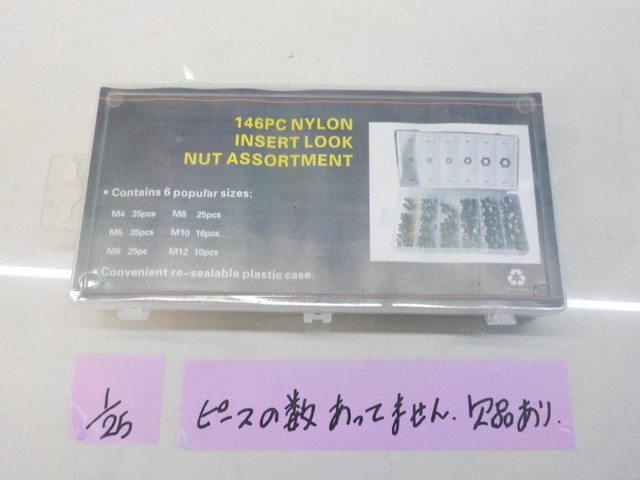 146PC NYLON
INSERT LOOK
NUT ASSORTMENT
• Contains 6 popular sizes:
M4 35pcs M8 25pcs
M5 35pcs M10 16pcs
M6 25pc M12 10pcs
• Convenient re-sealable plastic case.
1/25
ピースの数 あってません. 欠品あり.